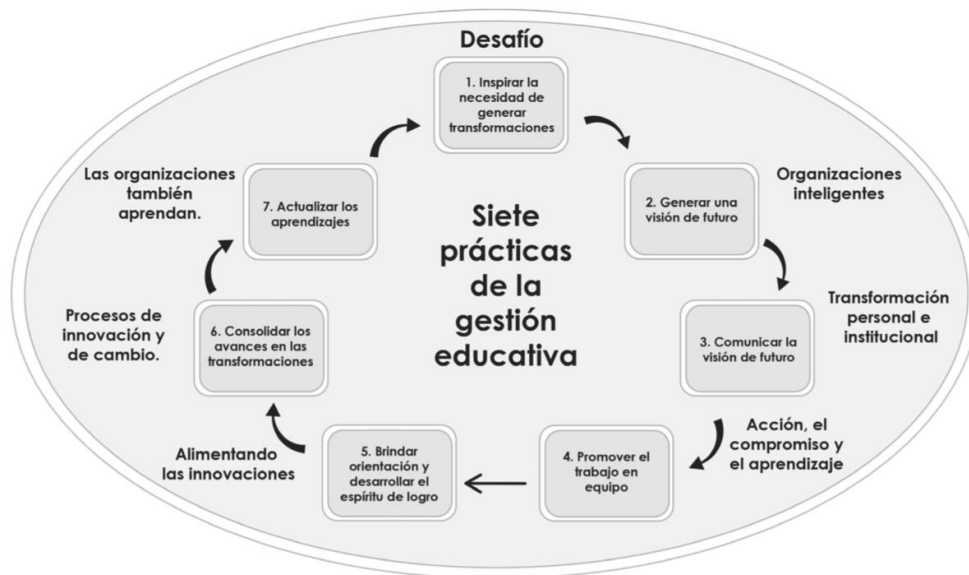 Desafío
1. Inspirar la
necesidad de
generar
transformaciones
Organizaciones
inteligentes
2. Generar una
visión de futuro
Transformación
personal e
institucional
3. Comunicar la
visión de futuro
Acción, el
compromiso y
el aprendizaje
4. Promover el
trabajo en
equipo
5. Brindar
orientación y
desarrollar el
espíritu de logro
Alimentando
las innovaciones
6. Consolidar los
avances en las
transformaciones
Procesos de
innovación y
de cambio.
7. Actualizar los
aprendizajes
Las organizaciones
también
aprendan.
Siete
prácticas
de la
gestión
educativa